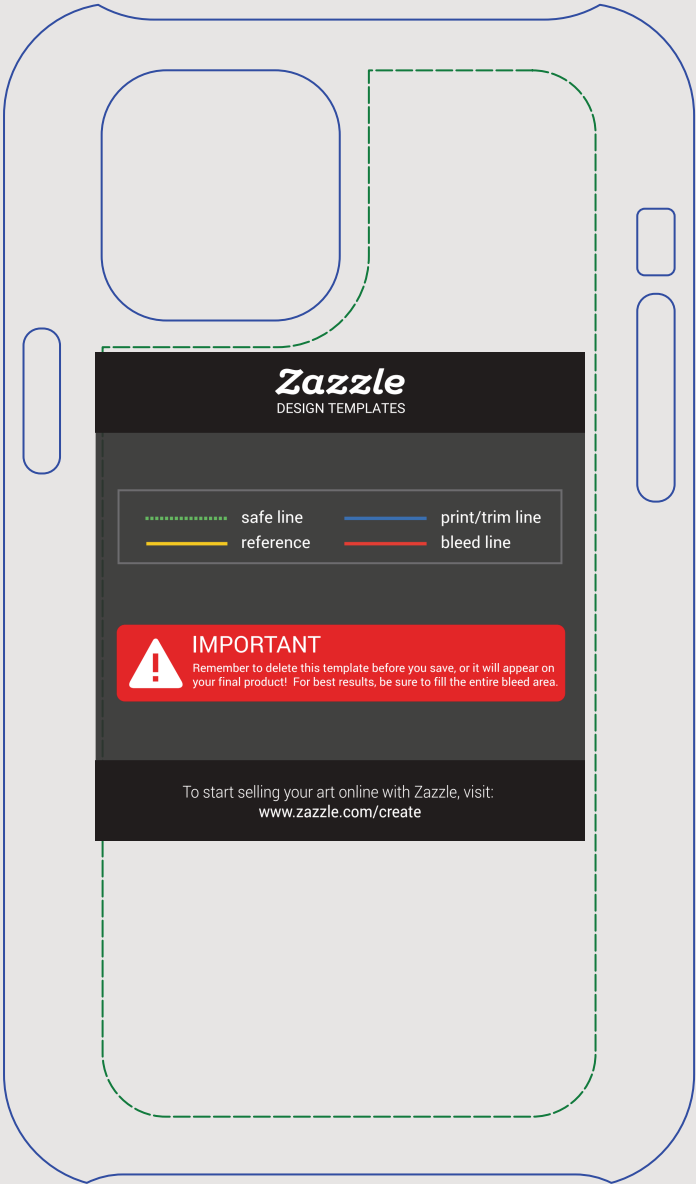 Zazzle
DESIGN TEMPLATES
safe line
print/trim line
reference
bleed line
IMPORTANT
Remember to delete this template before you save, or it will appear on
your final product!  For best results, be sure to fill the entire bleed area.
To start selling your art online with Zazzle, visit:
www.zazzle.com/create